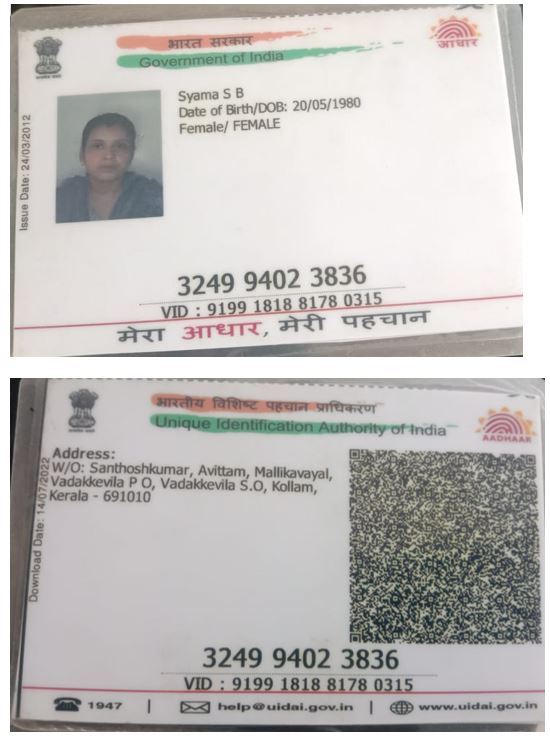 भारत सरकार
Government of India
आधार
Issue Date: 24/03/2012
Syama S B
Date of Birth/DOB: 20/05/1980
Female/ FEMALE
3249 9402 3836
VID : 9199 1818 8178 0315
मेरा आधार, मेरी पहचान
भारतीय विशिष्ट पहचान प्राधिकरण
Unique Identification Authority of India
AADHAAR
Download Date: 14/07/2022
Address:
W/O: Santhoshkumar, Avittam, Mallikavayal,
Vadakkevila P O, Vadakkevila S.O, Kollam,
Kerala - 691010
3249 9402 3836
VID : 9199 1818 8178 0315
1947 | help@uidai.gov.in | www.uidai.gov.in